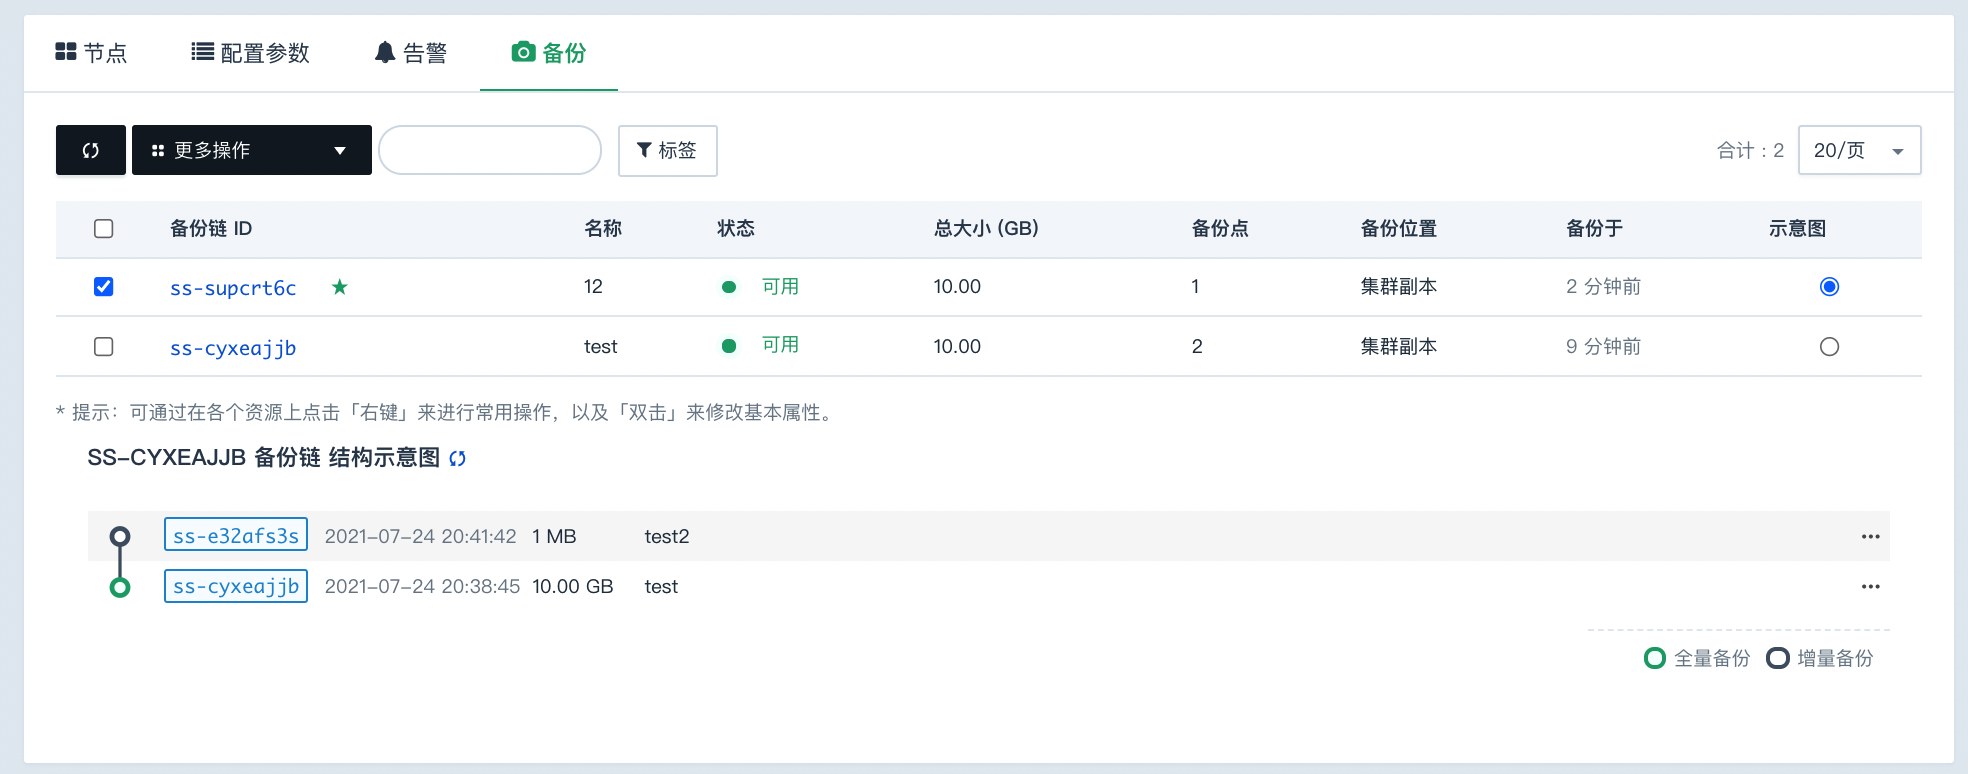 节点 配置参数 告警 备份
更多操作 标签 合计：2 20/页
备份链 ID 名称 状态 总大小 (GB) 备份点 备份位置 备份于 示意图
ss-supcrt6c 12 可用 10.00 1 集群副本 2 分钟前
ss-cyxeajjb test 可用 10.00 2 集群副本 9 分钟前
* 提示：可通过在各个资源上点击「右键」来进行常用操作，以及「双击」来修改基本属性。
SS-CYXEAJJB 备份链 结构示意图
ss-e32afs3s 2021-07-24 20:41:42 1 MB test2 ···
ss-cyxeajjb 2021-07-24 20:38:45 10.00 GB test ···
全量备份 增量备份